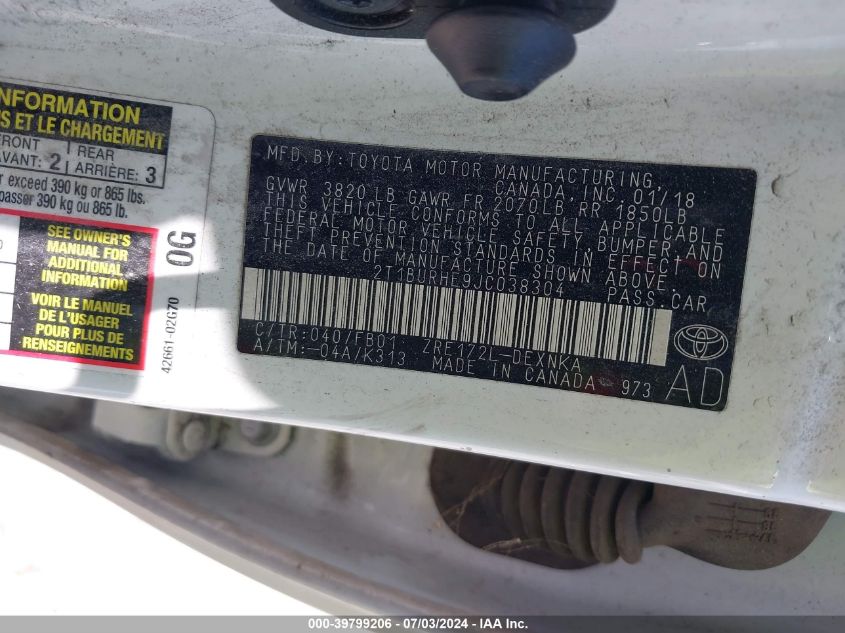 NFORMATION
S ET LE CHARGEMENT
FRONT
AVANT: 2
REAR
ARRIÈRE: 3
r exceed 390 kg or 865 lbs.
passer 390 kg ou 865 lb.
SEE OWNER'S
MANUAL FOR
ADDITIONAL
INFORMATION
VOIR LE MANUEL
DE L'USAGER
POUR PLUS DE
RENSEIGNEMENTS
42661-02G70 0G
MFD. BY: TOYOTA MOTOR MANUFACTURING,
CANADA, INC. 01/18
GVWR 3820 LB GAWR FR 2070LB RR 1850LB
THIS VEHICLE CONFORMS TO ALL APPLICABLE
FEDERAL MOTOR VEHICLE SAFETY, BUMPER, AND
THEFT PREVENTION STANDARDS IN EFFECT ON
THE DATE OF MANUFACTURE SHOWN ABOVE.
2T1BURHE9JC038304 PASS. CAR
C/TR: 040/FB01 ZRE172L-DEXNKA
A/TM: -04A/K313 MADE IN CANADA 973
AD
000-39799206 - 07/03/2024 - IAA Inc.